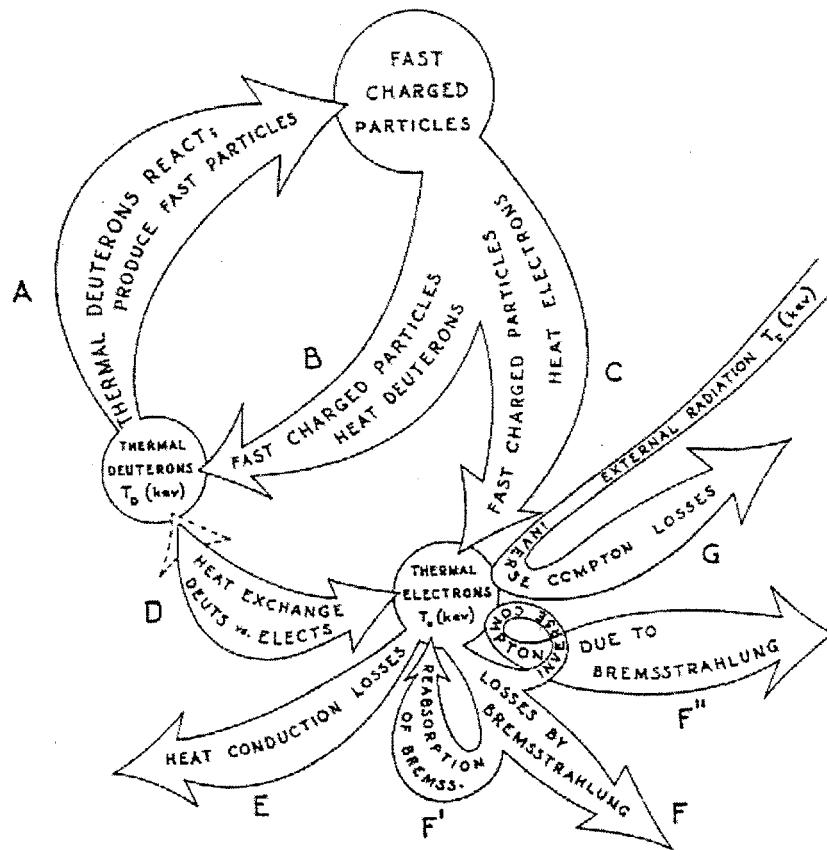 FAST
CHARGED
PARTICLES
THERMAL DEUTERONS REACT;
PRODUCE FAST PARTICLES
A
FAST CHARGED PARTICLES
HEAT DEUTERONS
B
FAST CHARGED PARTICLES
HEAT ELECTRONS
C
THERMAL
DEUTERONS
T_D (kev)
EXTERNAL RADIATION T_r (kev)
INVERSE COMPTON LOSSES
G
HEAT EXCHANGE
DEUTS vs. ELECTS
D
THERMAL
ELECTRONS
T_e (kev)
INVERSE
COMPTON
DUE TO
BREMSSTRAHLUNG
F"
HEAT CONDUCTION LOSSES
E
REABSORPTION
OF BREMSS.
F'
LOSSES BY
BREMSSTRAHLUNG
F